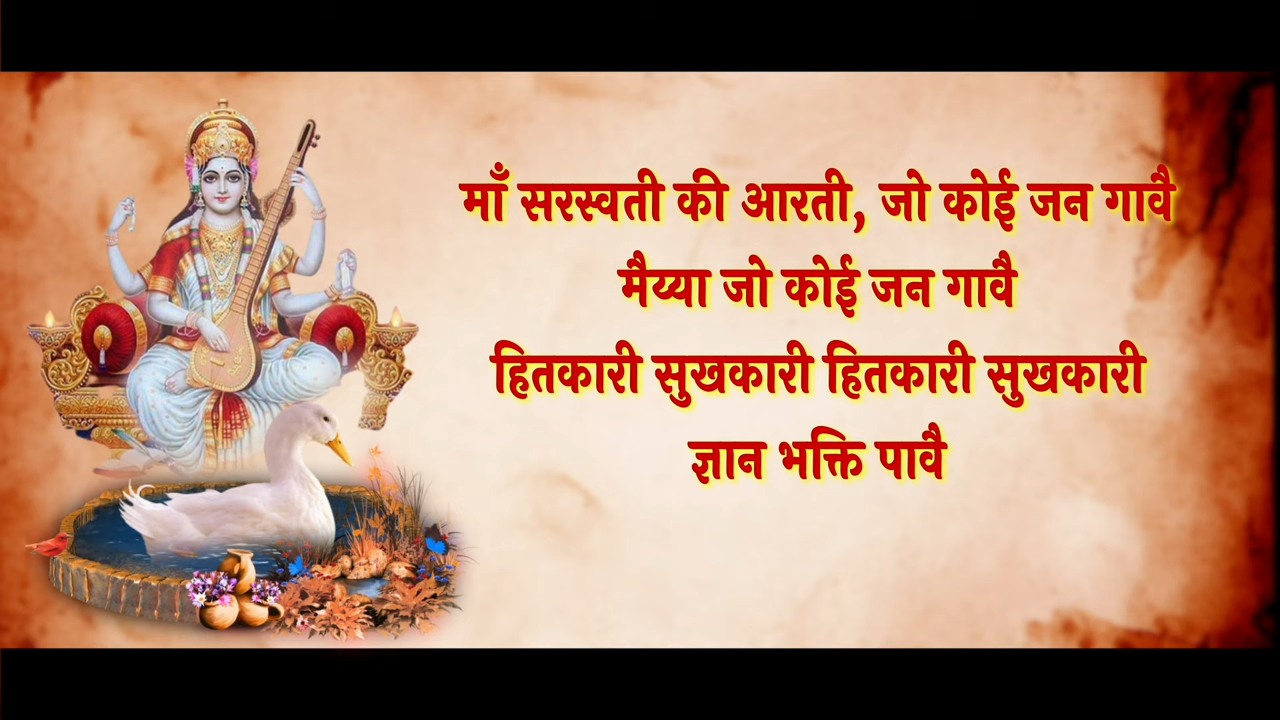 माँ सरस्वती की आरती, जो कोई जन गावै
मैय्या जो कोई जन गावै
हितकारी सुखकारी हितकारी सुखकारी
ज्ञान भक्ति पावै